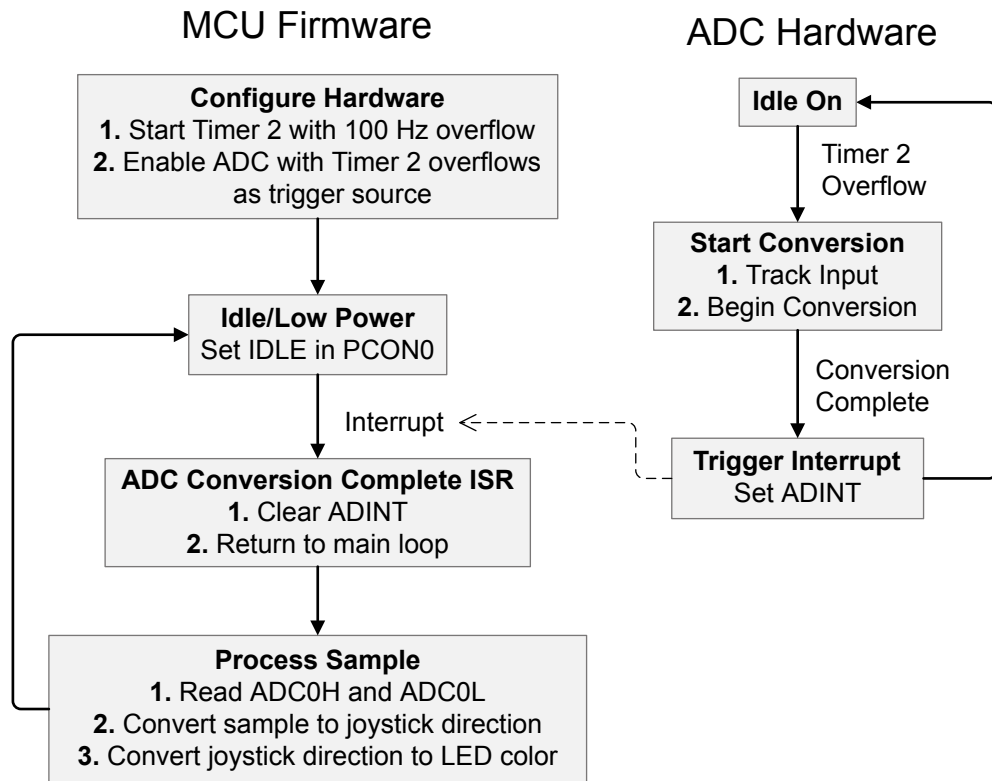 MCU Firmware
Configure Hardware
1. Start Timer 2 with 100 Hz overflow
2. Enable ADC with Timer 2 overflows
as trigger source
Idle/Low Power
Set IDLE in PCON0
Interrupt
ADC Conversion Complete ISR
1. Clear ADINT
2. Return to main loop
Process Sample
1. Read ADC0H and ADC0L
2. Convert sample to joystick direction
3. Convert joystick direction to LED color
ADC Hardware
Idle On
Timer 2
Overflow
Start Conversion
1. Track Input
2. Begin Conversion
Conversion
Complete
Trigger Interrupt
Set ADINT